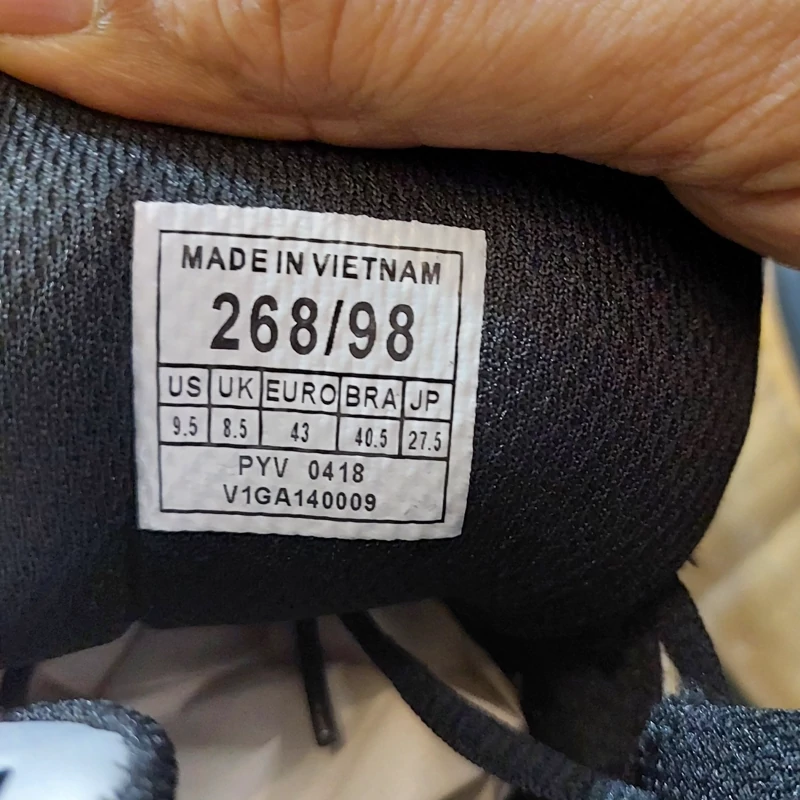 MADE IN VIETNAM
268/98
US UK EURO BRA JP
9.5 8.5 43 40.5 27.5
PYV 0418
V1GA140009